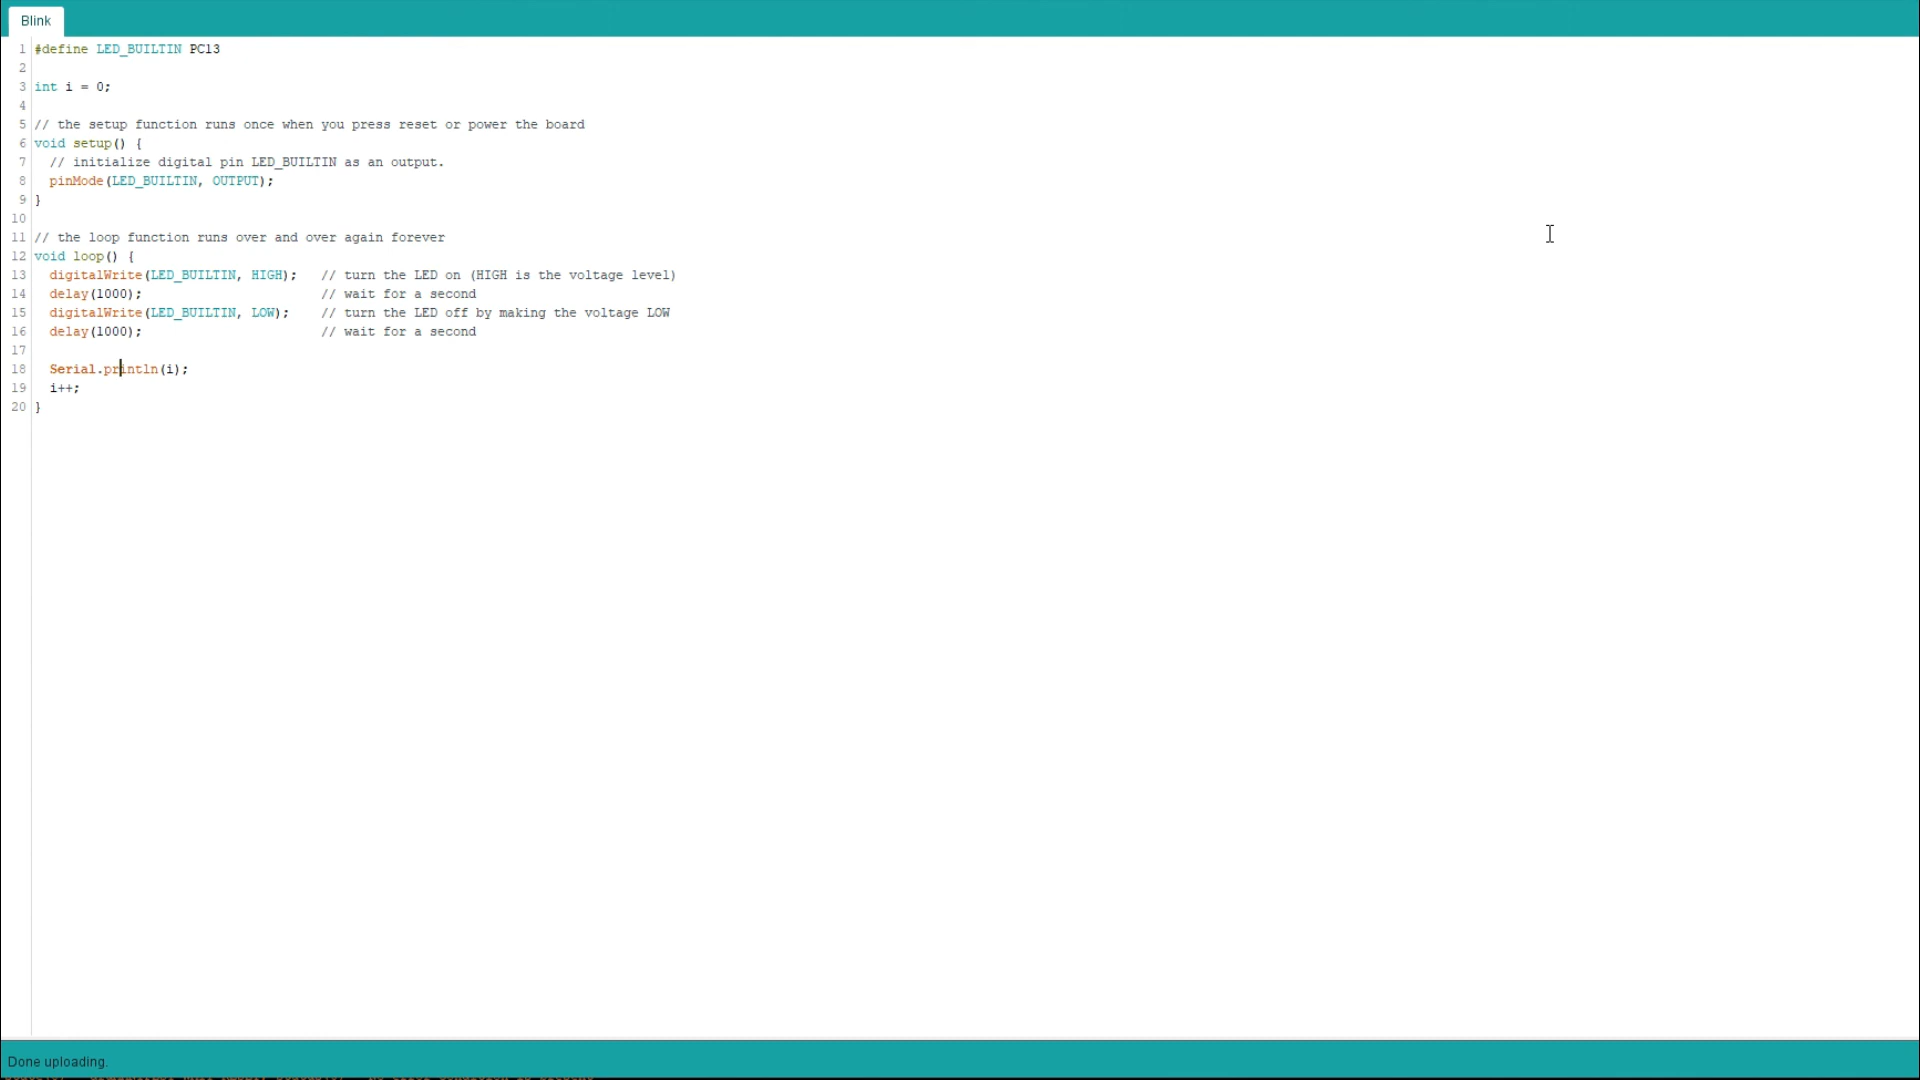 Blink
1 #define LED_BUILTIN PC13
2
3 int i = 0;
4
5 // the setup function runs once when you press reset or power the board
6 void setup() {
7   // initialize digital pin LED_BUILTIN as an output.
8   pinMode(LED_BUILTIN, OUTPUT);
9 }
10
11 // the loop function runs over and over again forever
12 void loop() {
13   digitalWrite(LED_BUILTIN, HIGH);   // turn the LED on (HIGH is the voltage level)
14   delay(1000);                       // wait for a second
15   digitalWrite(LED_BUILTIN, LOW);    // turn the LED off by making the voltage LOW
16   delay(1000);                       // wait for a second
17
18   Serial.println(i);
19   i++;
20 }
Done uploading.